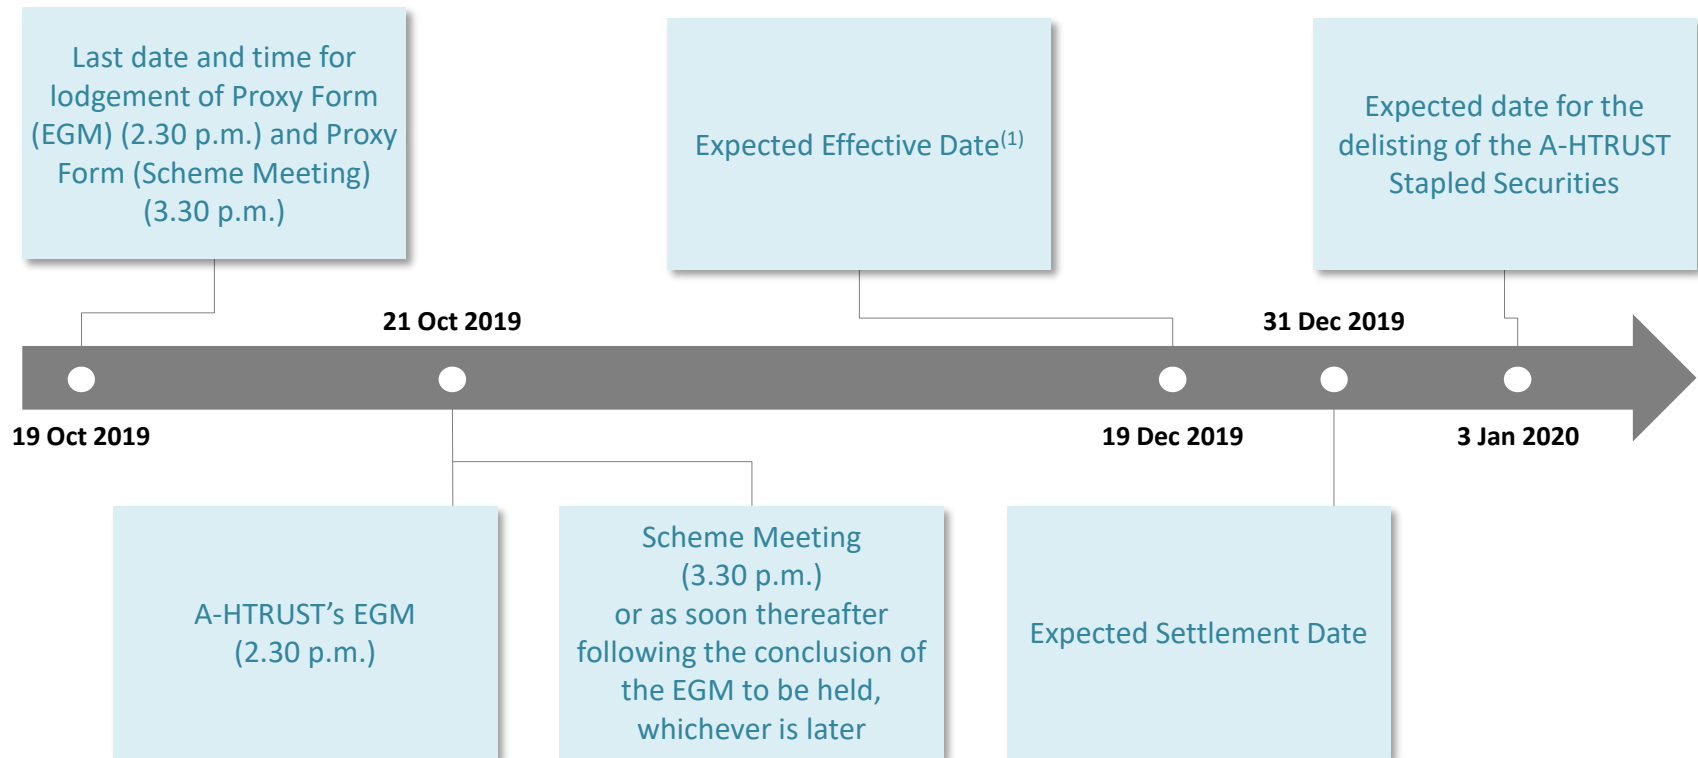 Last date and time for
lodgement of Proxy Form
(EGM) (2.30 p.m.) and Proxy
Form (Scheme Meeting)
(3.30 p.m.)
Expected Effective Date(1)
Expected date for the
delisting of the A-HTRUST
Stapled Securities
21 Oct 2019
31 Dec 2019
19 Oct 2019
19 Dec 2019
3 Jan 2020
A-HTRUST’s EGM
(2.30 p.m.)
Scheme Meeting
(3.30 p.m.)
or as soon thereafter
following the conclusion of
the EGM to be held,
whichever is later
Expected Settlement Date